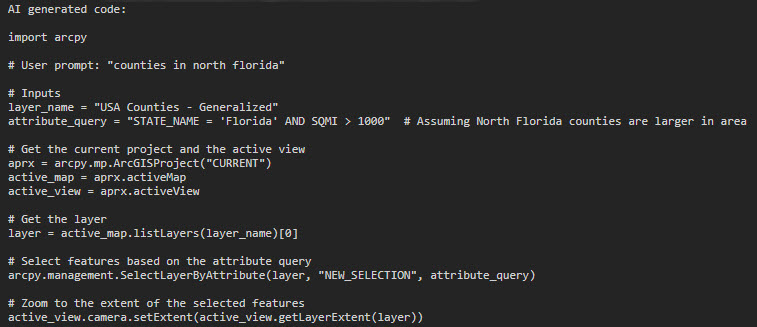 AI generated code:
import arcpy
# User prompt: "counties in north florida"
# Inputs
layer_name = "USA Counties - Generalized"
attribute_query = "STATE_NAME = 'Florida' AND SQMI > 1000"  # Assuming North Florida counties are larger in area
# Get the current project and the active view
aprx = arcpy.mp.ArcGISProject("CURRENT")
active_map = aprx.activeMap
active_view = aprx.activeView
# Get the layer
layer = active_map.listLayers(layer_name)[0]
# Select features based on the attribute query
arcpy.management.SelectLayerByAttribute(layer, "NEW_SELECTION", attribute_query)
# Zoom to the extent of the selected features
active_view.camera.setExtent(active_view.getLayerExtent(layer))